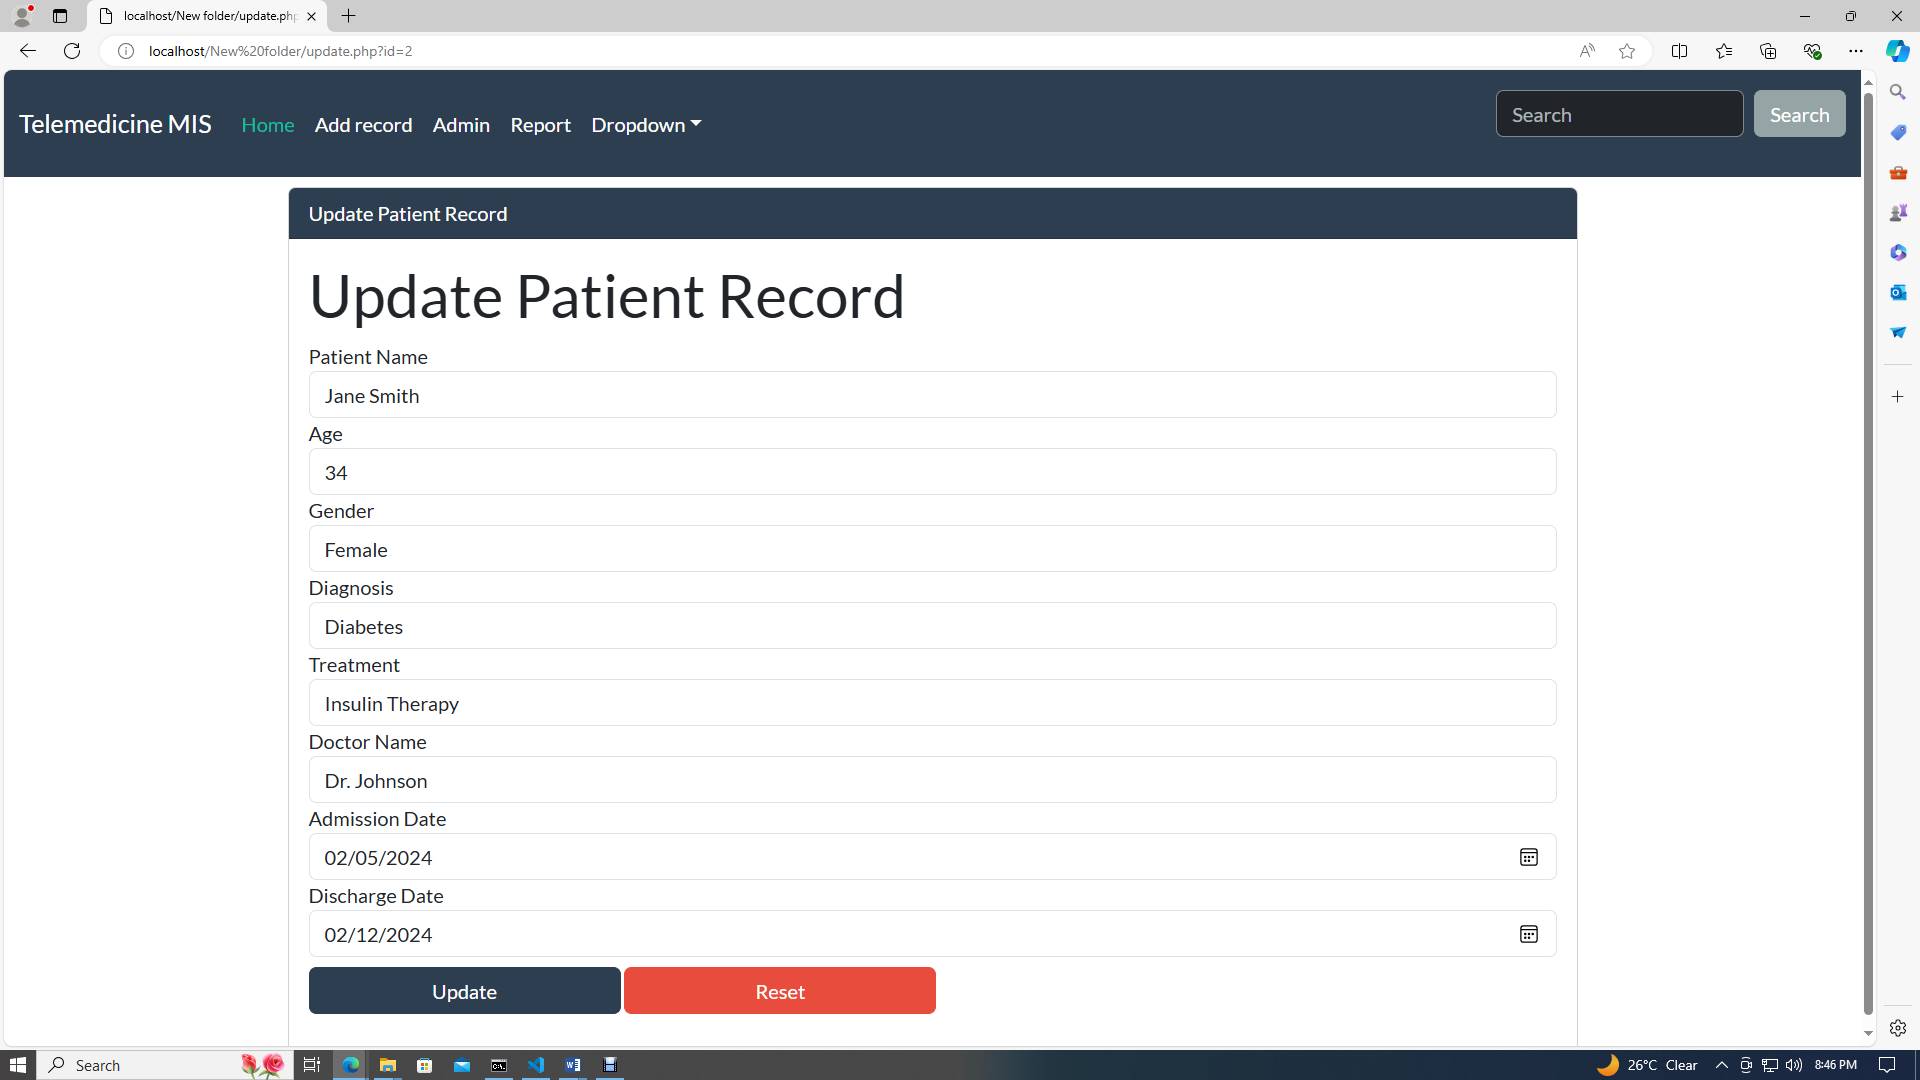 localhost/New folder/update.php
localhost/New%20folder/update.php?id=2
Telemedicine MIS
Home
Add record
Admin
Report
Dropdown
Search
Search
Update Patient Record
Update Patient Record
Patient Name
Jane Smith
Age
34
Gender
Female
Diagnosis
Diabetes
Treatment
Insulin Therapy
Doctor Name
Dr. Johnson
Admission Date
02/05/2024
Discharge Date
02/12/2024
Update
Reset
Search
26°C Clear
8:46 PM